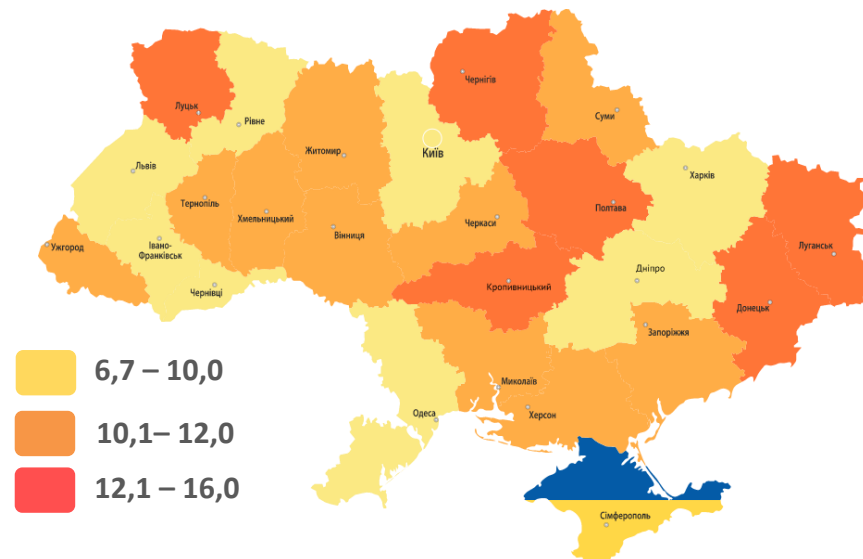 Чернігів
Луцьк
Суми
Рівне
Київ
Житомир
Львів
Харків
Тернопіль
Полтава
Хмельницький
Черкаси
Вінниця
Ужгород
Івано-
Франківськ
Луганськ
Дніпро
Чернівці
Кропивницький
Донецьк
Запоріжжя
6,7 – 10,0
Миколаїв
Херсон
Одеса
10,1– 12,0
12,1 – 16,0
Сімферополь